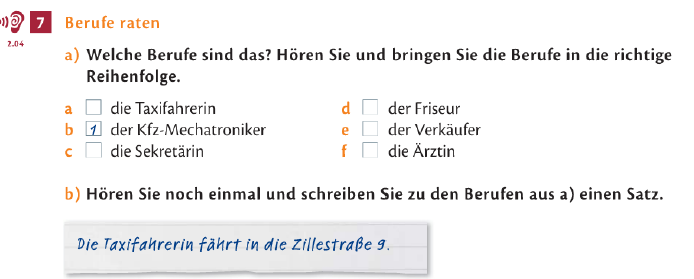 7 Berufe raten
2.04
a) Welche Berufe sind das? Hören Sie und bringen Sie die Berufe in die richtige
Reihenfolge.
a die Taxifahrerin
b 1 der Kfz-Mechatroniker
c die Sekretärin
d der Friseur
e der Verkäufer
f die Ärztin
b) Hören Sie noch einmal und schreiben Sie zu den Berufen aus a) einen Satz.
Die Taxifahrerin fährt in die Zillestraße 9.